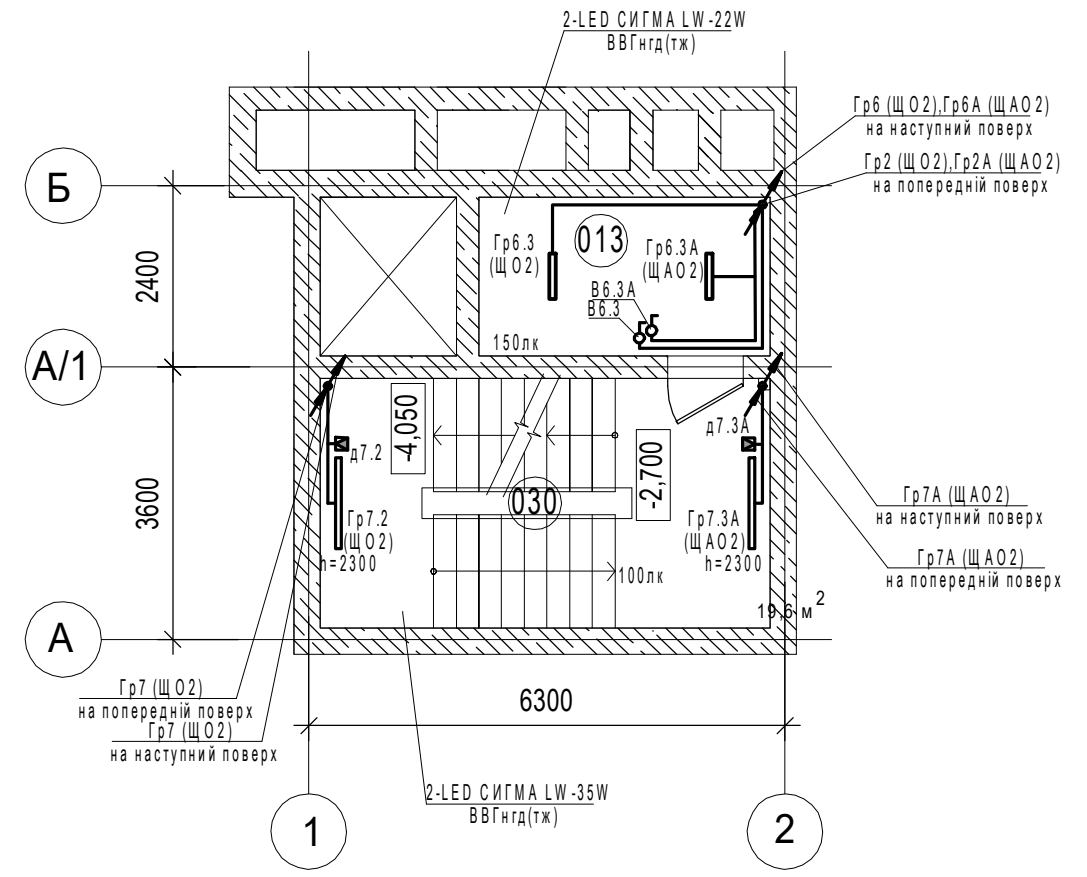 2-LED СИГМА LW-22W
ВВГнгд(тж)
Гр6 (ЩО2),Гр6А (ЩАО2)
на наступний поверх
Гр2 (ЩО2),Гр2А (ЩАО2)
на попередній поверх
Б
2400
А/1
3600
А
013
Гр6.3
(ЩО2)
Гр6.3А
(ЩАО2)
В6.3А
В6.3
150лк
-4,050
д7.2
-2,700
д7.3А
030
Гр7.2
(ЩО2)
h=2300
Гр7.3А
(ЩАО2)
h=2300
100лк
19,6 м2
Гр7А (ЩАО2)
на наступний поверх
Гр7А (ЩАО2)
на попередній поверх
Гр7 (ЩО2)
на попередній поверх
Гр7 (ЩО2)
на наступний поверх
6300
2-LED СИГМА LW-35W
ВВГнгд(тж)
1
2